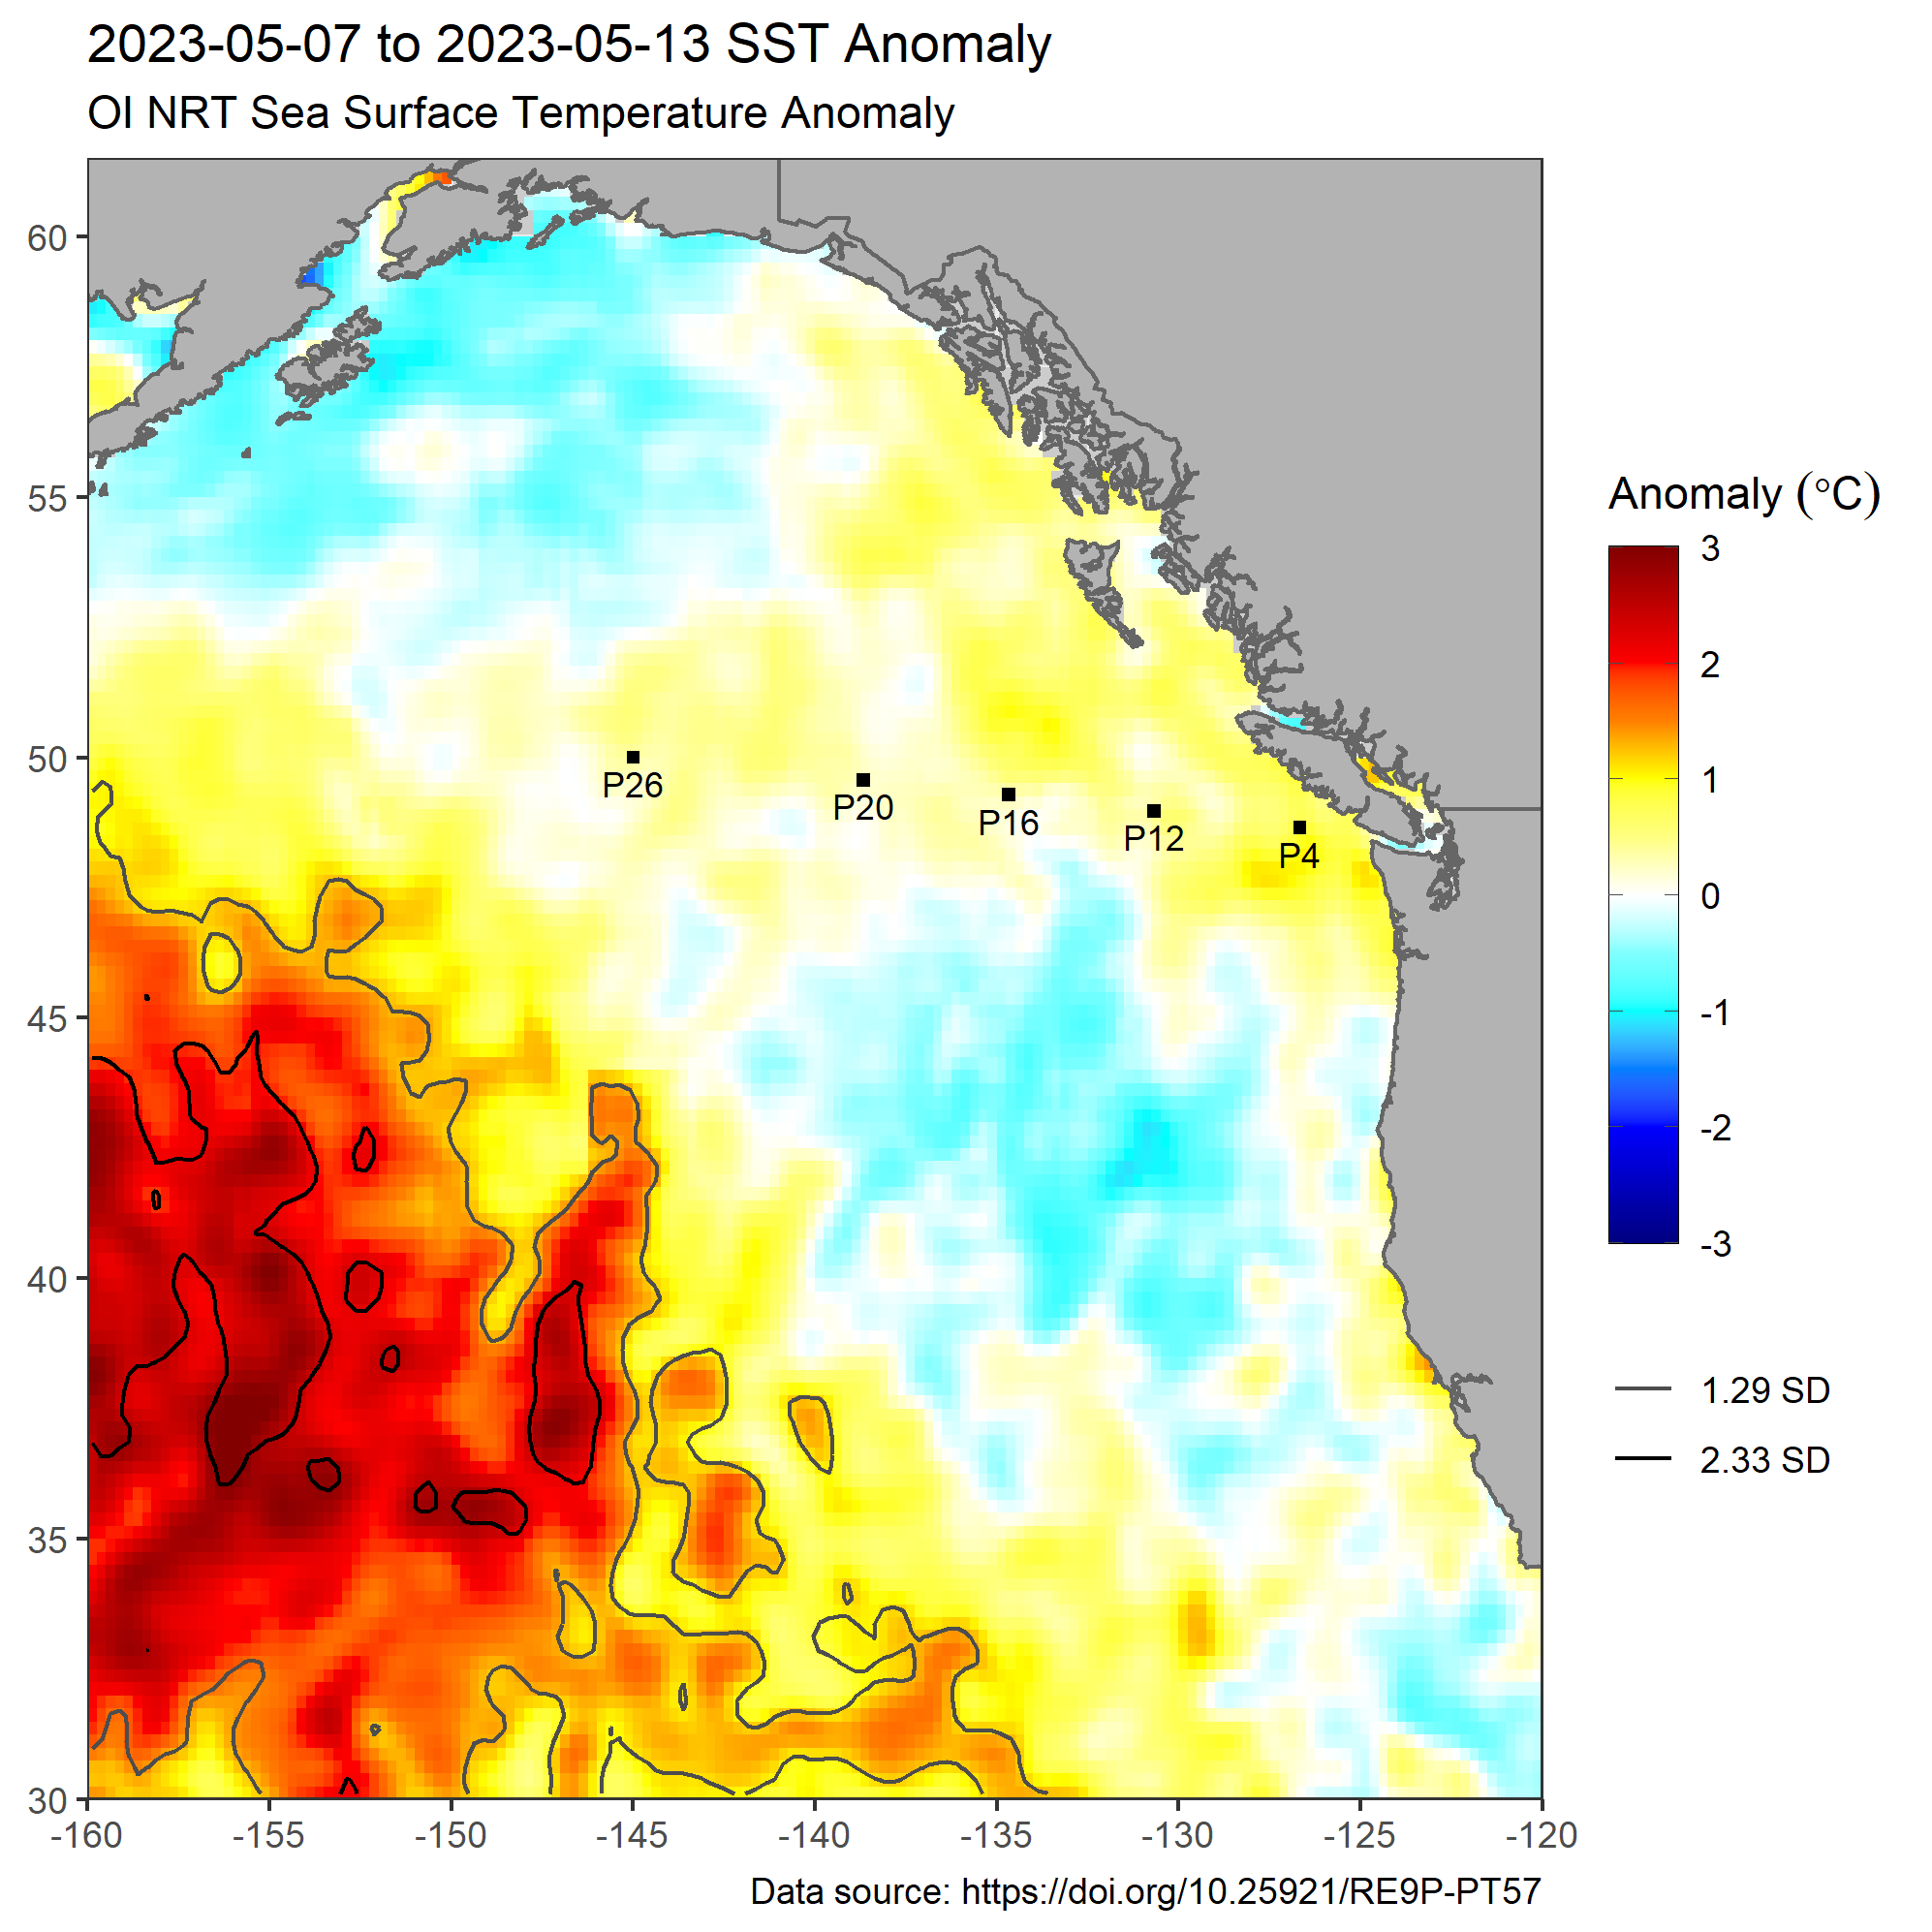 2023-05-07 to 2023-05-13 SST Anomaly
OI NRT Sea Surface Temperature Anomaly
60
55
50
45
40
35
30
-160
-155
-150
-145
-140
-135
-130
-125
-120
P26
P20
P16
P12
P4
Anomaly (°C)
3
2
1
0
-1
-2
-3
1.29 SD
2.33 SD
Data source: https://doi.org/10.25921/RE9P-PT57